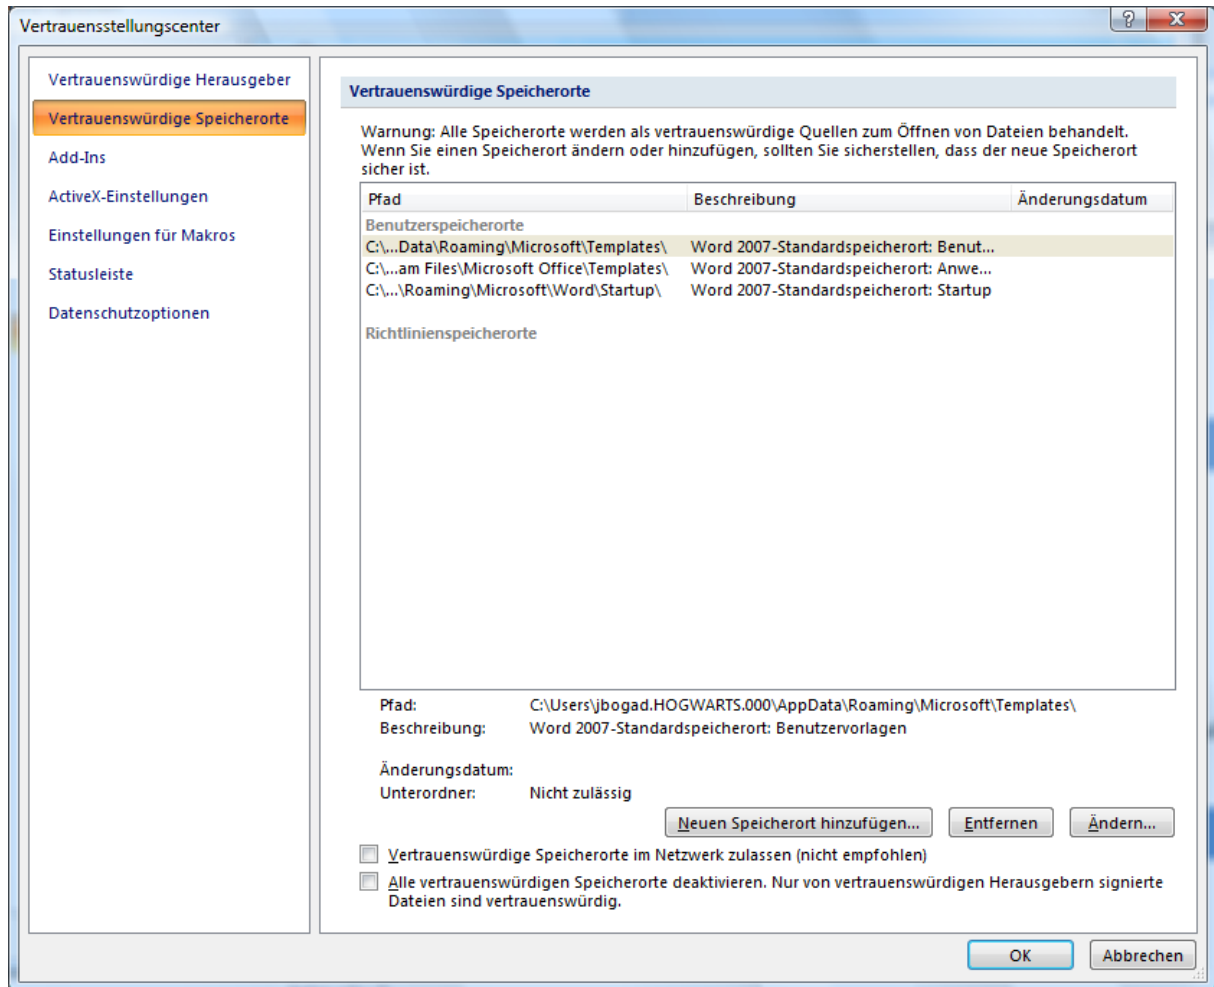 Vertrauensstellungscenter
Vertrauenswürdige Herausgeber
Vertrauenswürdige Speicherorte
Add-Ins
ActiveX-Einstellungen
Einstellungen für Makros
Statusleiste
Datenschutzoptionen
Vertrauenswürdige Speicherorte
Warnung: Alle Speicherorte werden als vertrauenswürdige Quellen zum Öffnen von Dateien behandelt.
Wenn Sie einen Speicherort ändern oder hinzufügen, sollten Sie sicherstellen, dass der neue Speicherort
sicher ist.
Pfad Beschreibung Änderungsdatum
Benutzerspeicherorte
C:\...Data\Roaming\Microsoft\Templates\ Word 2007-Standardspeicherort: Benut...
C:\...am Files\Microsoft Office\Templates\ Word 2007-Standardspeicherort: Anwe...
C:\...\Roaming\Microsoft\Word\Startup\ Word 2007-Standardspeicherort: Startup
Richtlinienspeicherorte
Pfad: C:\Users\jbogad.HOGWARTS.000\AppData\Roaming\Microsoft\Templates\
Beschreibung: Word 2007-Standardspeicherort: Benutzervorlagen
Änderungsdatum:
Unterordner: Nicht zulässig
Neuen Speicherort hinzufügen... Entfernen Ändern...
Vertrauenswürdige Speicherorte im Netzwerk zulassen (nicht empfohlen)
Alle vertrauenswürdigen Speicherorte deaktivieren. Nur von vertrauenswürdigen Herausgebern signierte
Dateien sind vertrauenswürdig.
OK Abbrechen